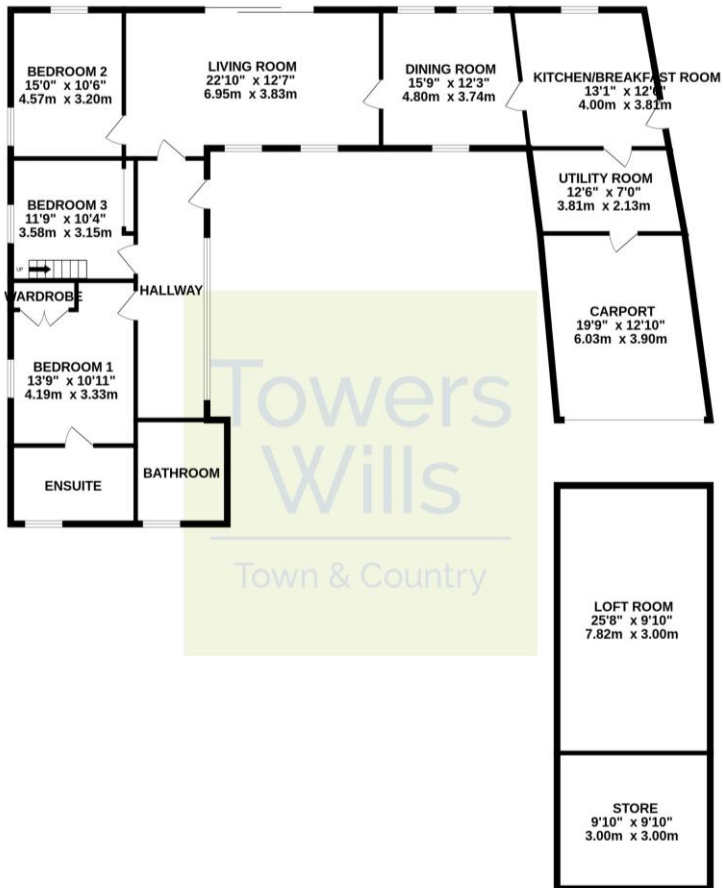 BEDROOM 2
15'0" x 10'6"
4.57m x 3.20m
LIVING ROOM
22'10" x 12'7"
6.95m x 3.83m
DINING ROOM
15'9" x 12'3"
4.80m x 3.74m
KITCHEN/BREAKFAST ROOM
13'1" x 12'6"
4.00m x 3.81m
UTILITY ROOM
12'6" x 7'0"
3.81m x 2.13m
BEDROOM 3
11'9" x 10'4"
3.58m x 3.15m
UP
WARDROBE
HALLWAY
BEDROOM 1
13'9" x 10'11"
4.19m x 3.33m
CARPORT
19'9" x 12'10"
6.03m x 3.90m
ENSUITE
BATHROOM
Towers
Wills
Town & Country
LOFT ROOM
25'8" x 9'10"
7.82m x 3.00m
STORE
9'10" x 9'10"
3.00m x 3.00m